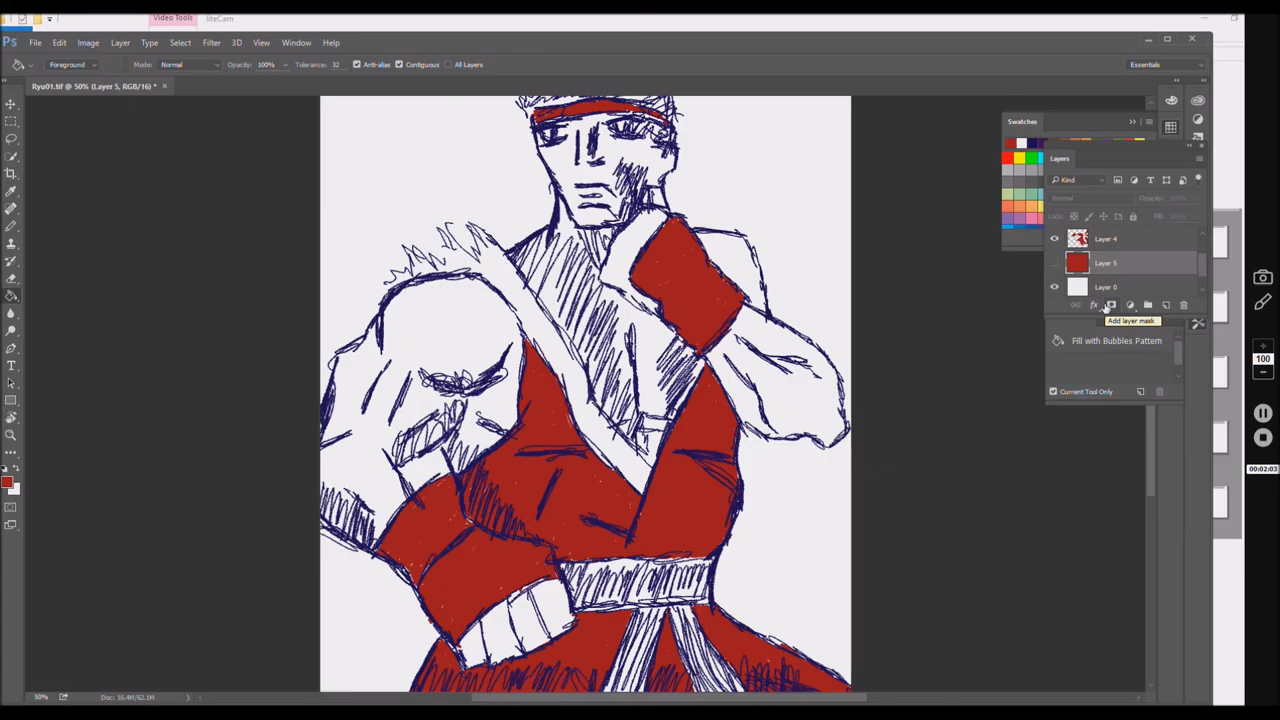 Video Tools
liteCam
Ps File Edit Image Layer Type Select Filter 3D View Window Help
Foreground Mode: Normal Opacity: 100% Tolerance: 32 Anti-alias Contiguous All Layers Essentials
Ryu01.tif @ 50% (Layer 5, RGB/16) *
Swatches
Layers
Kind
Normal Opacity: 100%
Lock:
Layer 4
Layer 5
Layer 0
fx
Add layer mask
Fill with Bubbles Pattern
100
Current Tool Only
00:02:03
50% Doc: 16.4M/62.1M